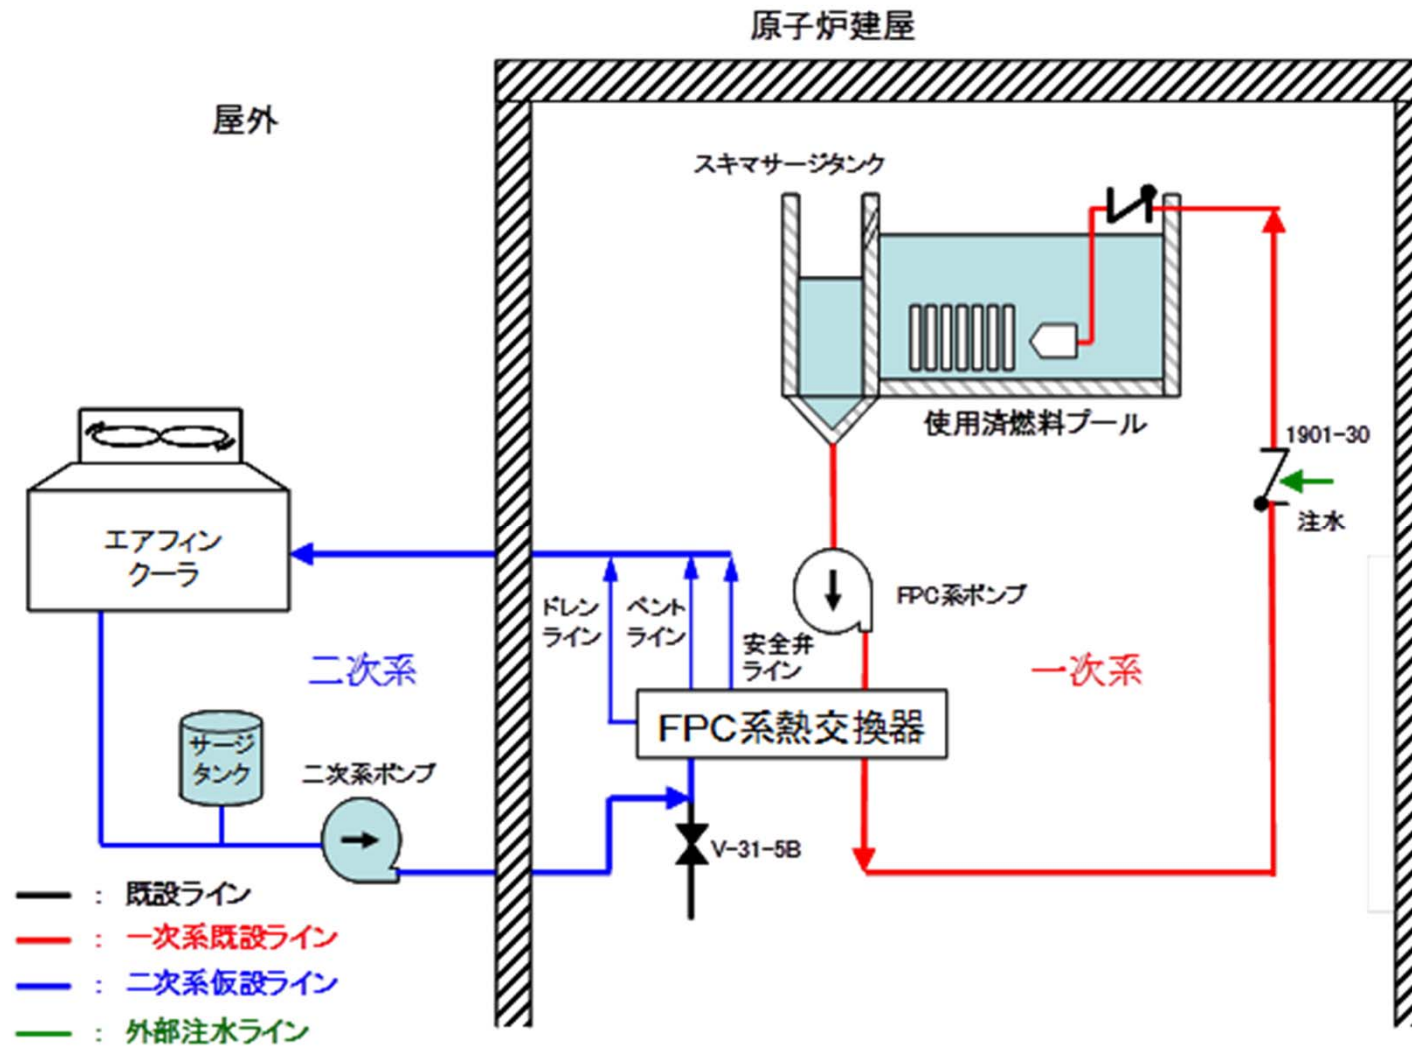 原子炉建屋
屋外
スキマサージタンク
使用済燃料プール
1901-30
注水
エアフィン
クーラ
ドレン
ライン
ベント
ライン
安全弁
ライン
FPC系ポンプ
二次系
一次系
FPC系熱交換器
サージ
タンク
二次系ポンプ
V-31-5B
: 既設ライン
: 一次系既設ライン
: 二次系仮設ライン
: 外部注水ライン